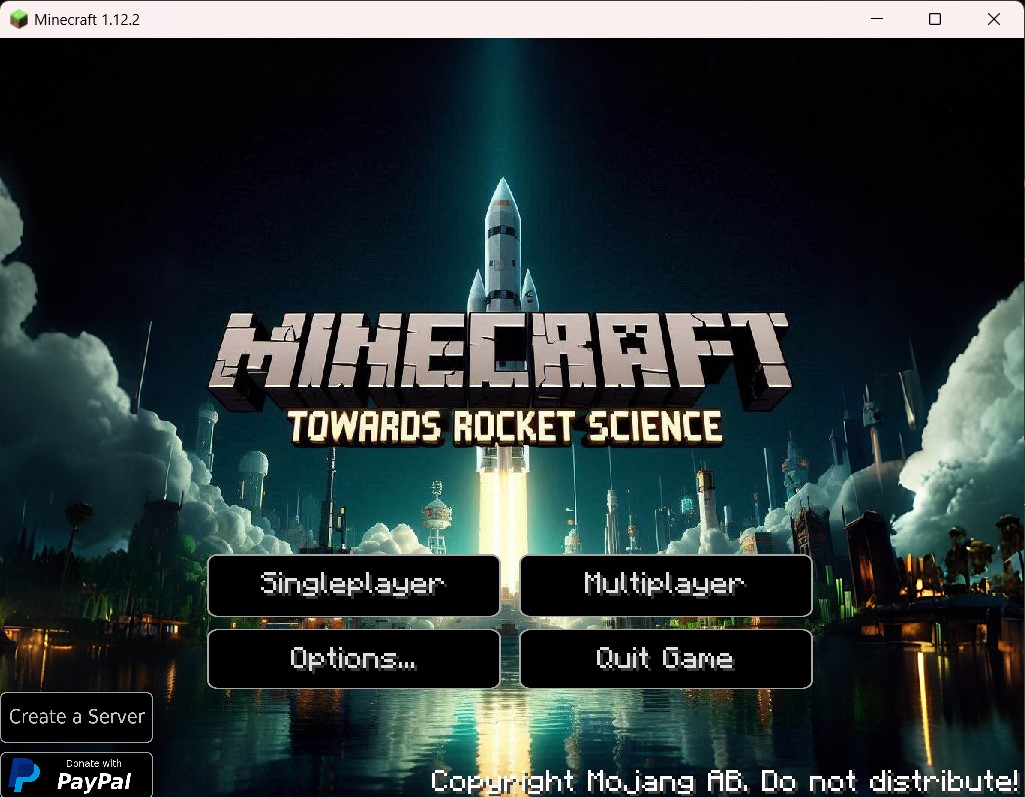 Minecraft 1.12.2
MINECRAFT
TOWARDS ROCKET SCIENCE
Singleplayer
Multiplayer
Options...
Quit Game
Create a Server
Donate with
PayPal
Copyright Mojang AB. Do not distribute!